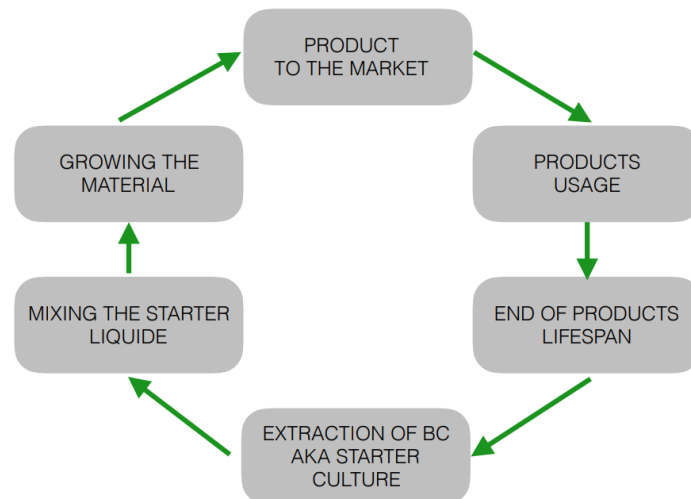 PRODUCT
TO THE MARKET
PRODUCTS
USAGE
END OF PRODUCTS
LIFESPAN
EXTRACTION OF BC
AKA STARTER
CULTURE
MIXING THE STARTER
LIQUIDE
GROWING THE
MATERIAL